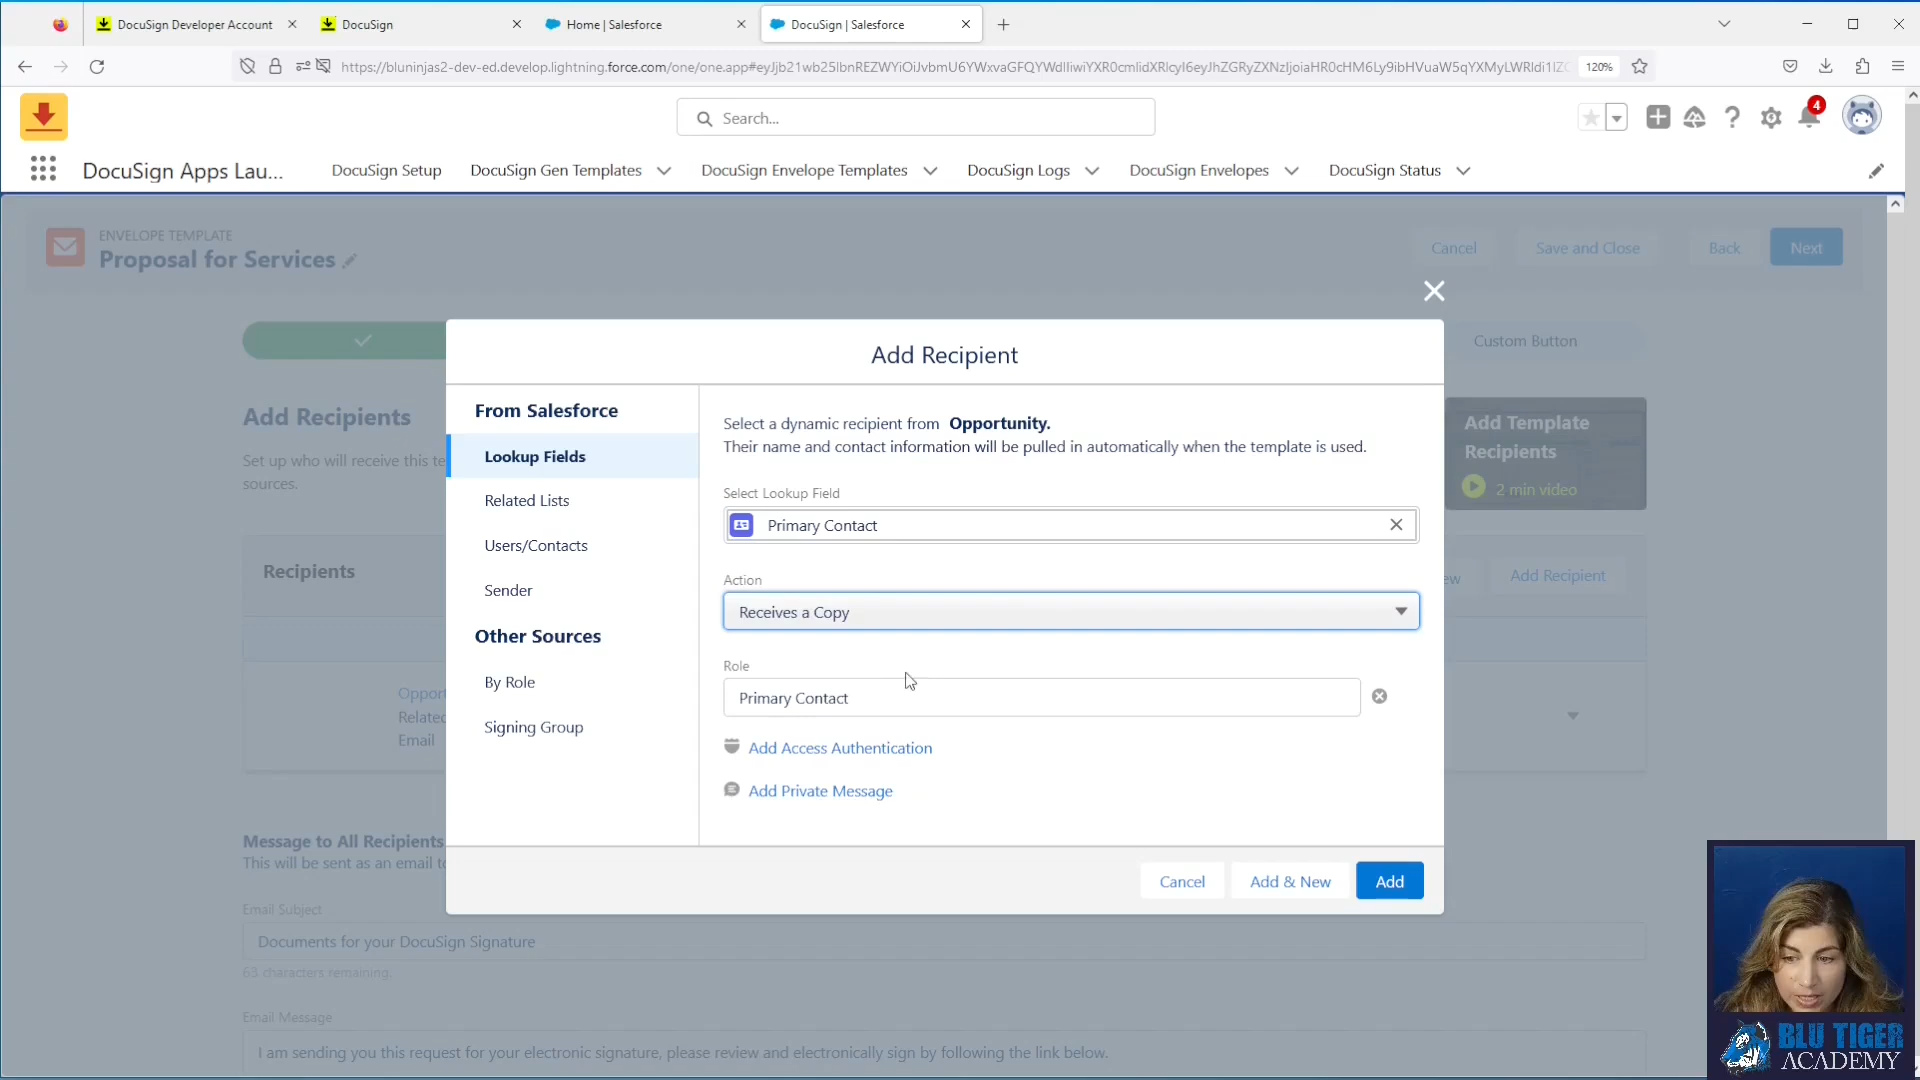 DocuSign Developer Account
DocuSign
Home | Salesforce
DocuSign | Salesforce
https://bluninjas2-dev-ed.develop.lightning.force.com/one/one.app#
120%
Search...
4
DocuSign Apps Lau...
DocuSign Setup
DocuSign Gen Templates
DocuSign Envelope Templates
DocuSign Logs
DocuSign Envelopes
DocuSign Status
ENVELOPE TEMPLATE
Proposal for Services
Cancel
Save and Close
Back
Next
Custom Button
Add Recipient
Add Recipients
Set up who will receive this te
sources.
From Salesforce
Lookup Fields
Related Lists
Users/Contacts
Sender
Other Sources
By Role
Signing Group
Select a dynamic recipient from Opportunity.
Their name and contact information will be pulled in automatically when the template is used.
Select Lookup Field
Primary Contact
Action
Receives a Copy
Role
Primary Contact
Add Access Authentication
Add Private Message
Cancel
Add & New
Add
Add Template
Recipients
2 min video
Recipients
ew
Add Recipient
Opport
Related
Email
Message to All Recipients
This will be sent as an email to
Email Subject
Documents for your DocuSign Signature
63 characters remaining.
Email Message
I am sending you this request for your electronic signature, please review and electronically sign by following the link below.
BLU TIGER
ACADEMY